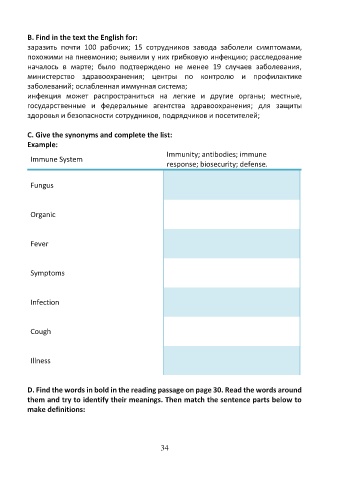 B. Find in the text the English for:
заразить почти 100 рабочих; 15 сотрудников завода заболели симптомами,
похожими на пневмонию; выявили у них грибковую инфекцию; расследование
началось в марте; было подтверждено не менее 19 случаев заболевания,
министерство здравоохранения; центры по контролю и профилактике
заболеваний; ослабленная иммунная система;
инфекция может распространиться на легкие и другие органы; местные,
государственные и федеральные агентства здравоохранения; для защиты
здоровья и безопасности сотрудников, подрядчиков и посетителей;
C. Give the synonyms and complete the list:
Example:
Immune System
Immunity; antibodies; immune
response; biosecurity; defense.
Fungus
Organic
Fever
Symptoms
Infection
Cough
Illness
D. Find the words in bold in the reading passage on page 30. Read the words around
them and try to identify their meanings. Then match the sentence parts below to
make definitions:
34